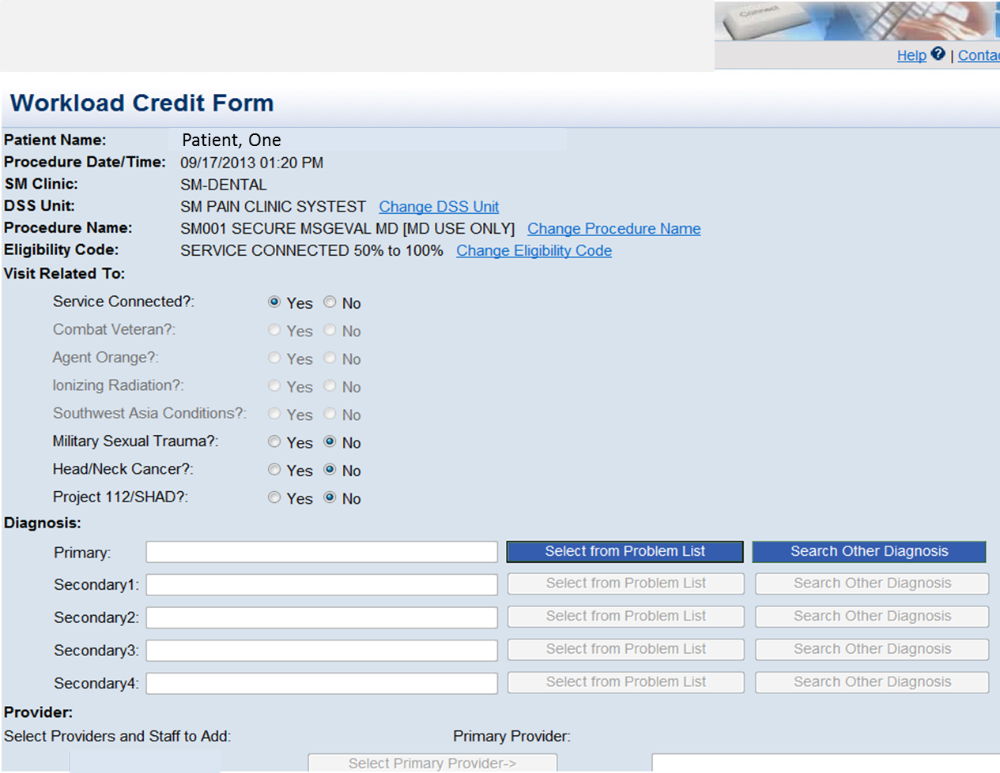 Connect
Help ? | Contac
Workload Credit Form
Patient Name: Patient, One
Procedure Date/Time: 09/17/2013 01:20 PM
SM Clinic: SM-DENTAL
DSS Unit: SM PAIN CLINIC SYSTEST Change DSS Unit
Procedure Name: SM001 SECURE MSGEVAL MD [MD USE ONLY] Change Procedure Name
Eligibility Code: SERVICE CONNECTED 50% to 100% Change Eligibility Code
Visit Related To:
Service Connected?: Yes No
Combat Veteran?: Yes No
Agent Orange?: Yes No
Ionizing Radiation?: Yes No
Southwest Asia Conditions?: Yes No
Military Sexual Trauma?: Yes No
Head/Neck Cancer?: Yes No
Project 112/SHAD?: Yes No
Diagnosis:
Primary: Select from Problem List Search Other Diagnosis
Secondary1: Select from Problem List Search Other Diagnosis
Secondary2: Select from Problem List Search Other Diagnosis
Secondary3: Select from Problem List Search Other Diagnosis
Secondary4: Select from Problem List Search Other Diagnosis
Provider:
Select Providers and Staff to Add: Primary Provider:
Select Primary Provider->